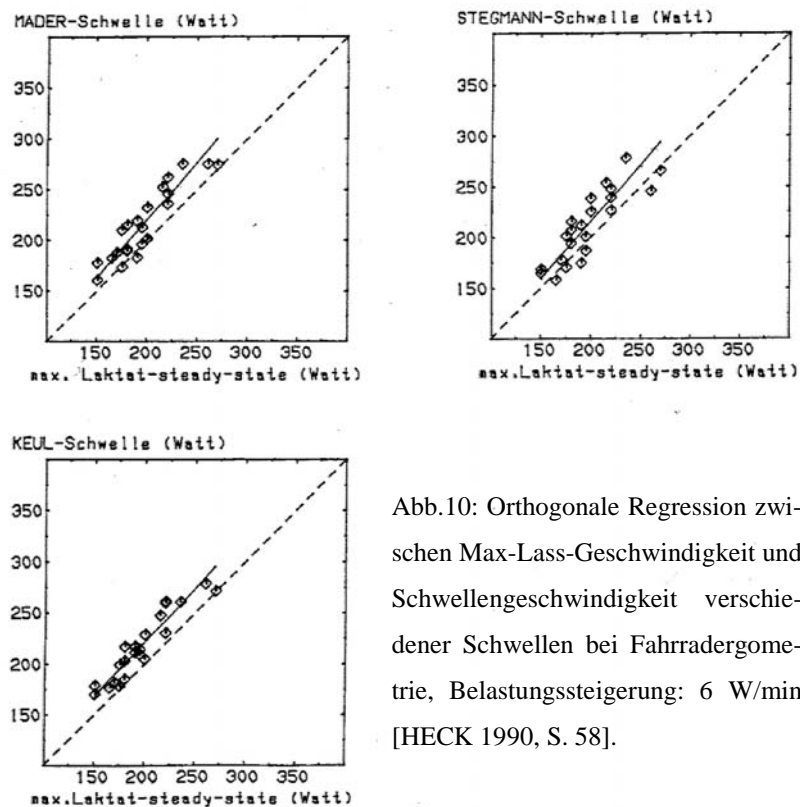 MADER-Schwelle (Watt)
400
350
300
250
200
150
150 200 250 300 350
max. Laktat-steady-state (Watt)
STEGMANN-Schwelle (Watt)
400
350
300
250
200
150
150 200 250 300 350
max.Laktat-steady-state (Watt)
KEUL-Schwelle (Watt)
400
350
300
250
200
150
150 200 250 300 350
max.Laktat-steady-state (Watt)
Abb.10: Orthogonale Regression zwi-
schen Max-Lass-Geschwindigkeit und
Schwellengeschwindigkeit verschie-
dener Schwellen bei Fahrradergome-
trie, Belastungssteigerung: 6 W/min
[HECK 1990, S. 58].